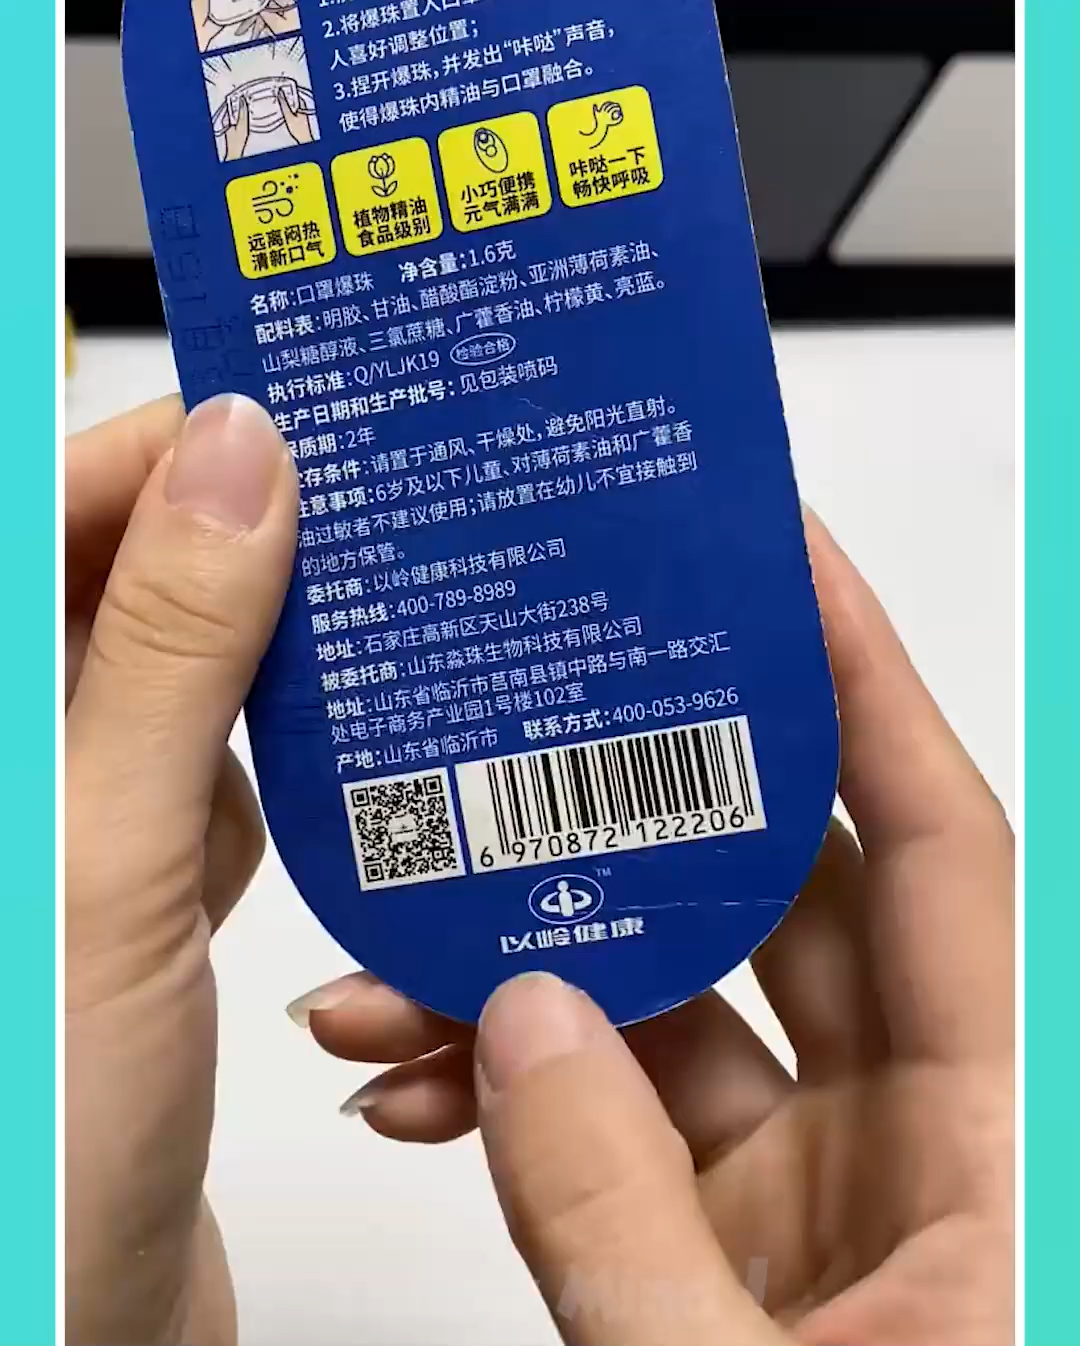 2.将爆珠置入口罩
人喜好调整位置;
3.捏开爆珠,并发出“咔哒”声音,
使得爆珠内精油与口罩融合。
远离闷热
清新口气
植物精油
食品级别
小巧便携
元气满满
咔哒一下
畅快呼吸
名称:口罩爆珠 净含量:1.6克
配料表:明胶、甘油、醋酸酯淀粉、亚洲薄荷素油、
山梨糖醇液、三氯蔗糖、广藿香油、柠檬黄、亮蓝。
执行标准:Q/YLJK19 检验合格
生产日期和生产批号:见包装喷码
保质期:2年
存条件:请置于通风、干燥处,避免阳光直射。
注意事项:6岁及以下儿童、对薄荷素油和广藿香
油过敏者不建议使用;请放置在幼儿不宜接触到
的地方保管。
委托商:以岭健康科技有限公司
服务热线:400-789-8989
地址:石家庄高新区天山大街238号
被委托商:山东淼珠生物科技有限公司
地址:山东省临沂市莒南县镇中路与南一路交汇
处电子商务产业园1号楼102室
产地:山东省临沂市 联系方式:400-053-9626
6 970872 122206
以岭健康
TM